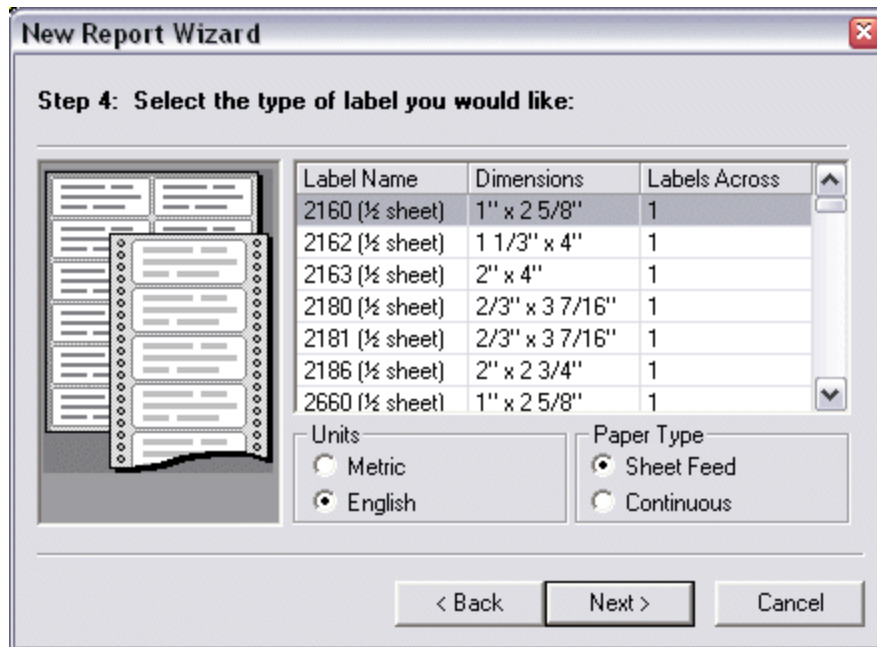 New Report Wizard
Step 4: Select the type of label you would like:
Label Name Dimensions Labels Across
2160 (½ sheet) 1" x 2 5/8" 1
2162 (½ sheet) 1 1/3" x 4" 1
2163 (½ sheet) 2" x 4" 1
2180 (½ sheet) 2/3" x 3 7/16" 1
2181 (½ sheet) 2/3" x 3 7/16" 1
2186 (½ sheet) 2" x 2 3/4" 1
2660 (½ sheet) 1" x 2 5/8" 1
Units Paper Type
Metric Sheet Feed
English Continuous
< Back Next > Cancel